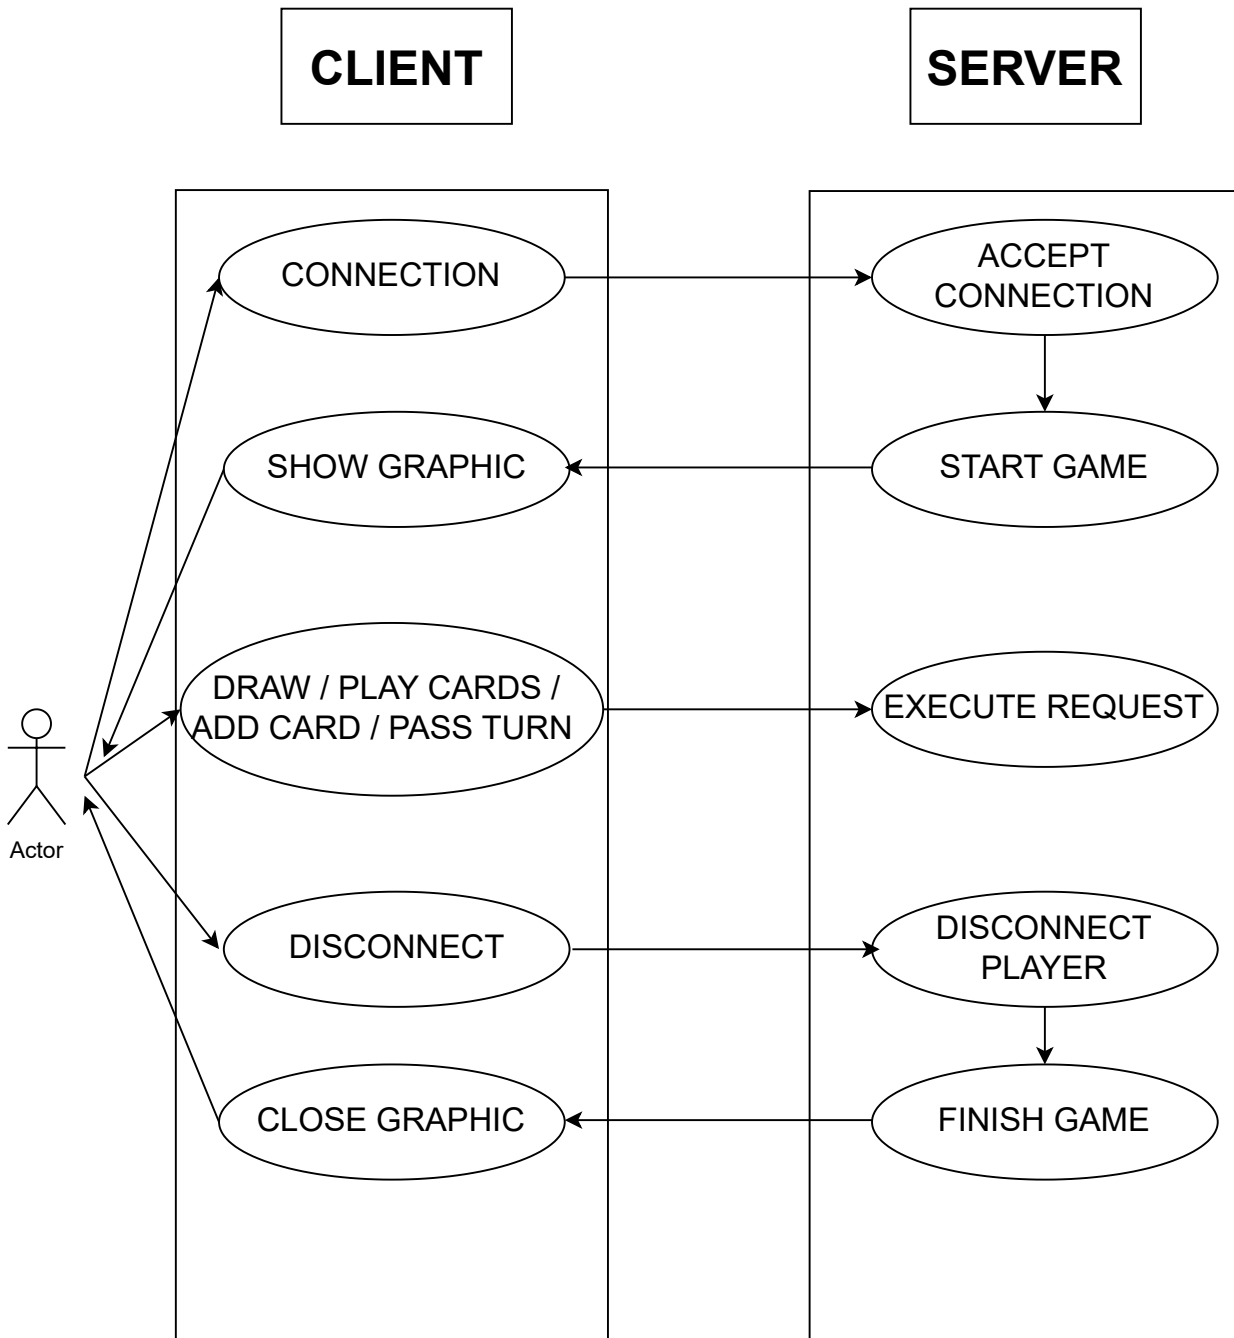 CLIENT
SERVER
CONNECTION
ACCEPT
CONNECTION
SHOW GRAPHIC
START GAME
DRAW / PLAY CARDS /
ADD CARD / PASS TURN
EXECUTE REQUEST
Actor
DISCONNECT
DISCONNECT
PLAYER
CLOSE GRAPHIC
FINISH GAME